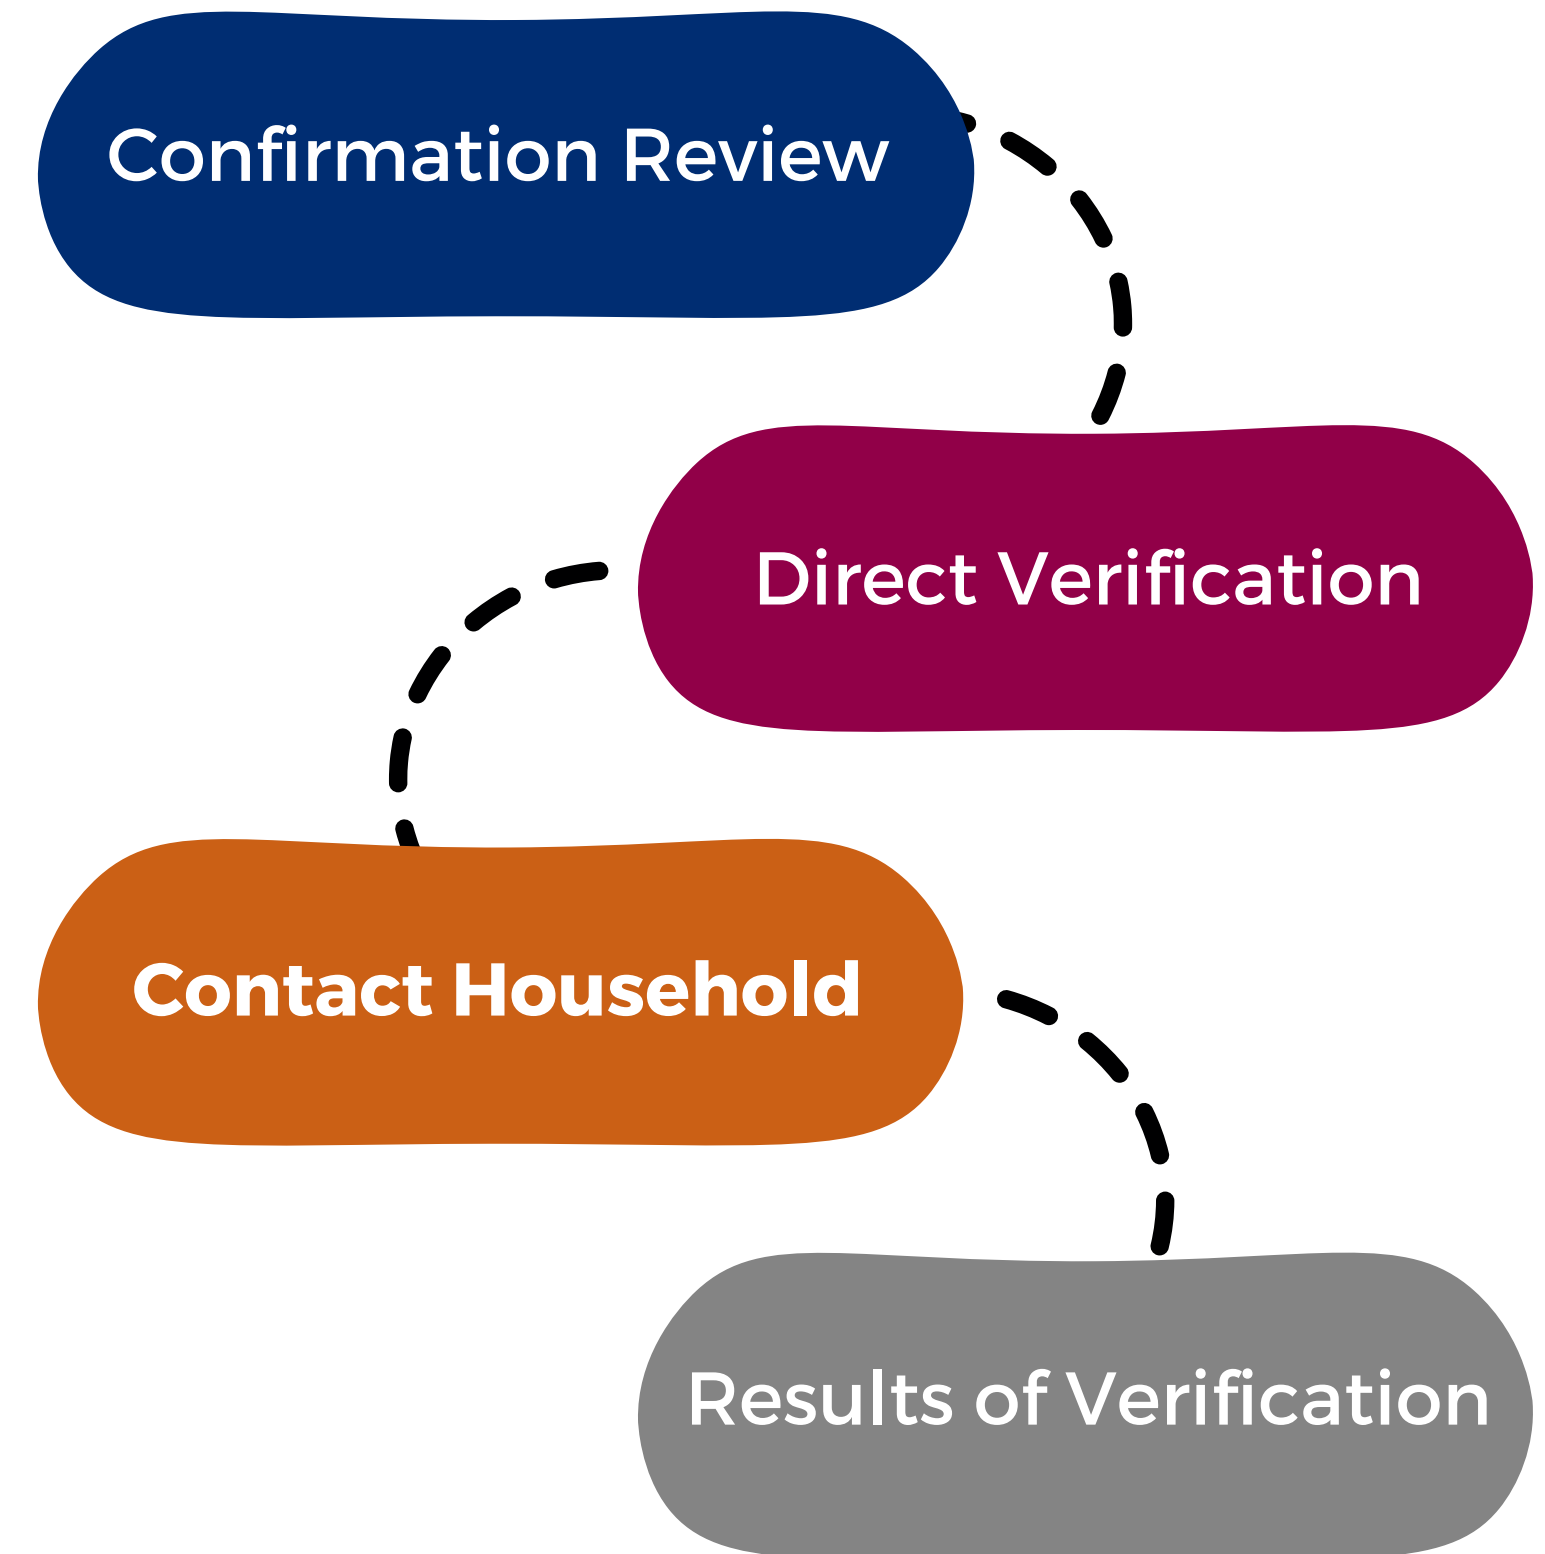 Confirmation Review
Direct Verification
Contact Household
Results of Verification